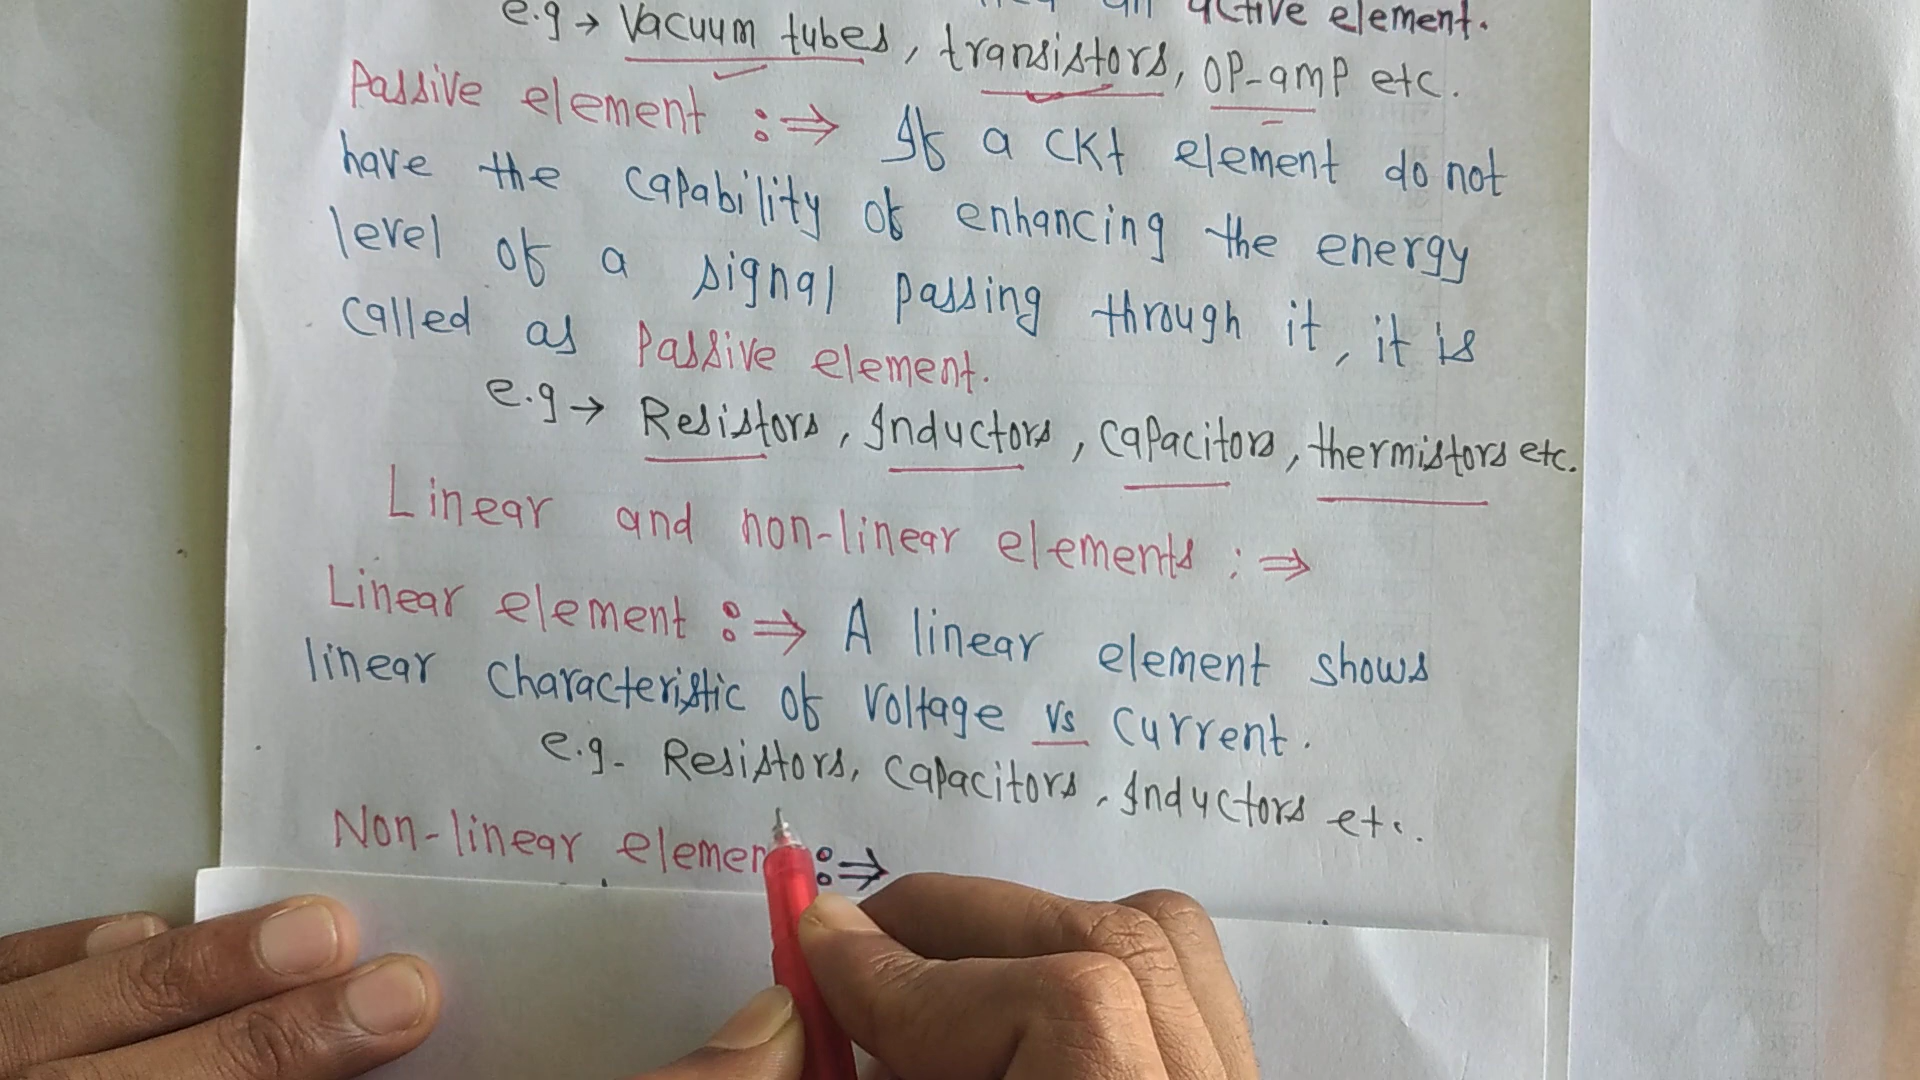 an active element.
e.g → Vacuum tubes, transistors, OP-amp etc.
Passive element :⇒ If a CKt element do not
have the capability of enhancing the energy
level of a signal passing through it, it is
called as passive element.
e.g → Resistors, Inductors, capacitors, thermistors etc.
Linear and non-linear elements :⇒
Linear element :⇒ A linear element shows
linear characteristic of voltage vs current.
e.g- Resistors, capacitors, Inductors etc.
Non-linear element :⇒